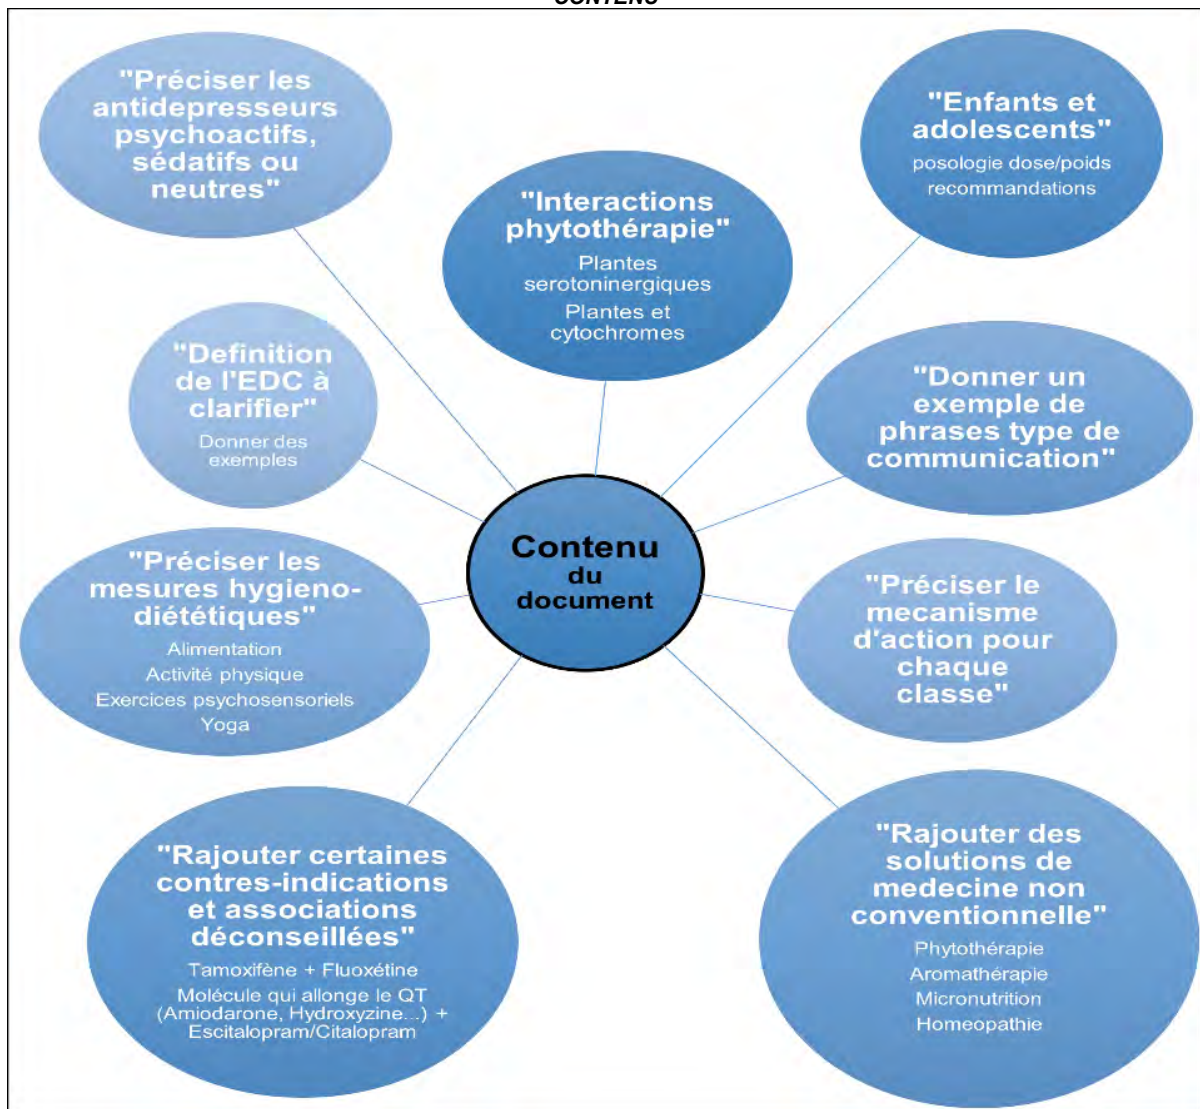 CONTENU
"Préciser les
antidepresseurs
psychoactifs,
sédatifs ou
neutres"
"Interactions
phytothérapie"
Plantes
serotoninergiques
Plantes et
cytochromes
"Enfants et
adolescents"
posologie dose/poids
recommandations
"Definition
de l'EDC à
clarifier"
Donner des
exemples
"Donner un
exemple de
phrases type de
communication"
Contenu
du
document
"Préciser les
mesures hygieno-
diététiques"
Alimentation
Activité physique
Exercices psychosensoriels
Yoga
"Préciser le
mecanisme
d'action pour
chaque
classe"
"Rajouter certaines
contres-indications
et associations
déconseillées"
Tamoxifène + Fluoxétine
Molécule qui allonge le QT
(Amiodarone, Hydroxyzine...) +
Escitalopram/Citalopram
"Rajouter des
solutions de
medecine non
conventionnelle"
Phytothérapie
Aromathérapie
Micronutrition
Homeopathie